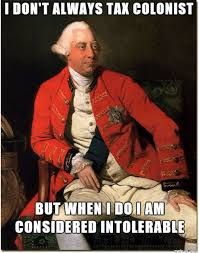 I DON'T ALWAYS TAX COLONIST
BUT WHEN I DO I AM
CONSIDERED INTOLERABLE